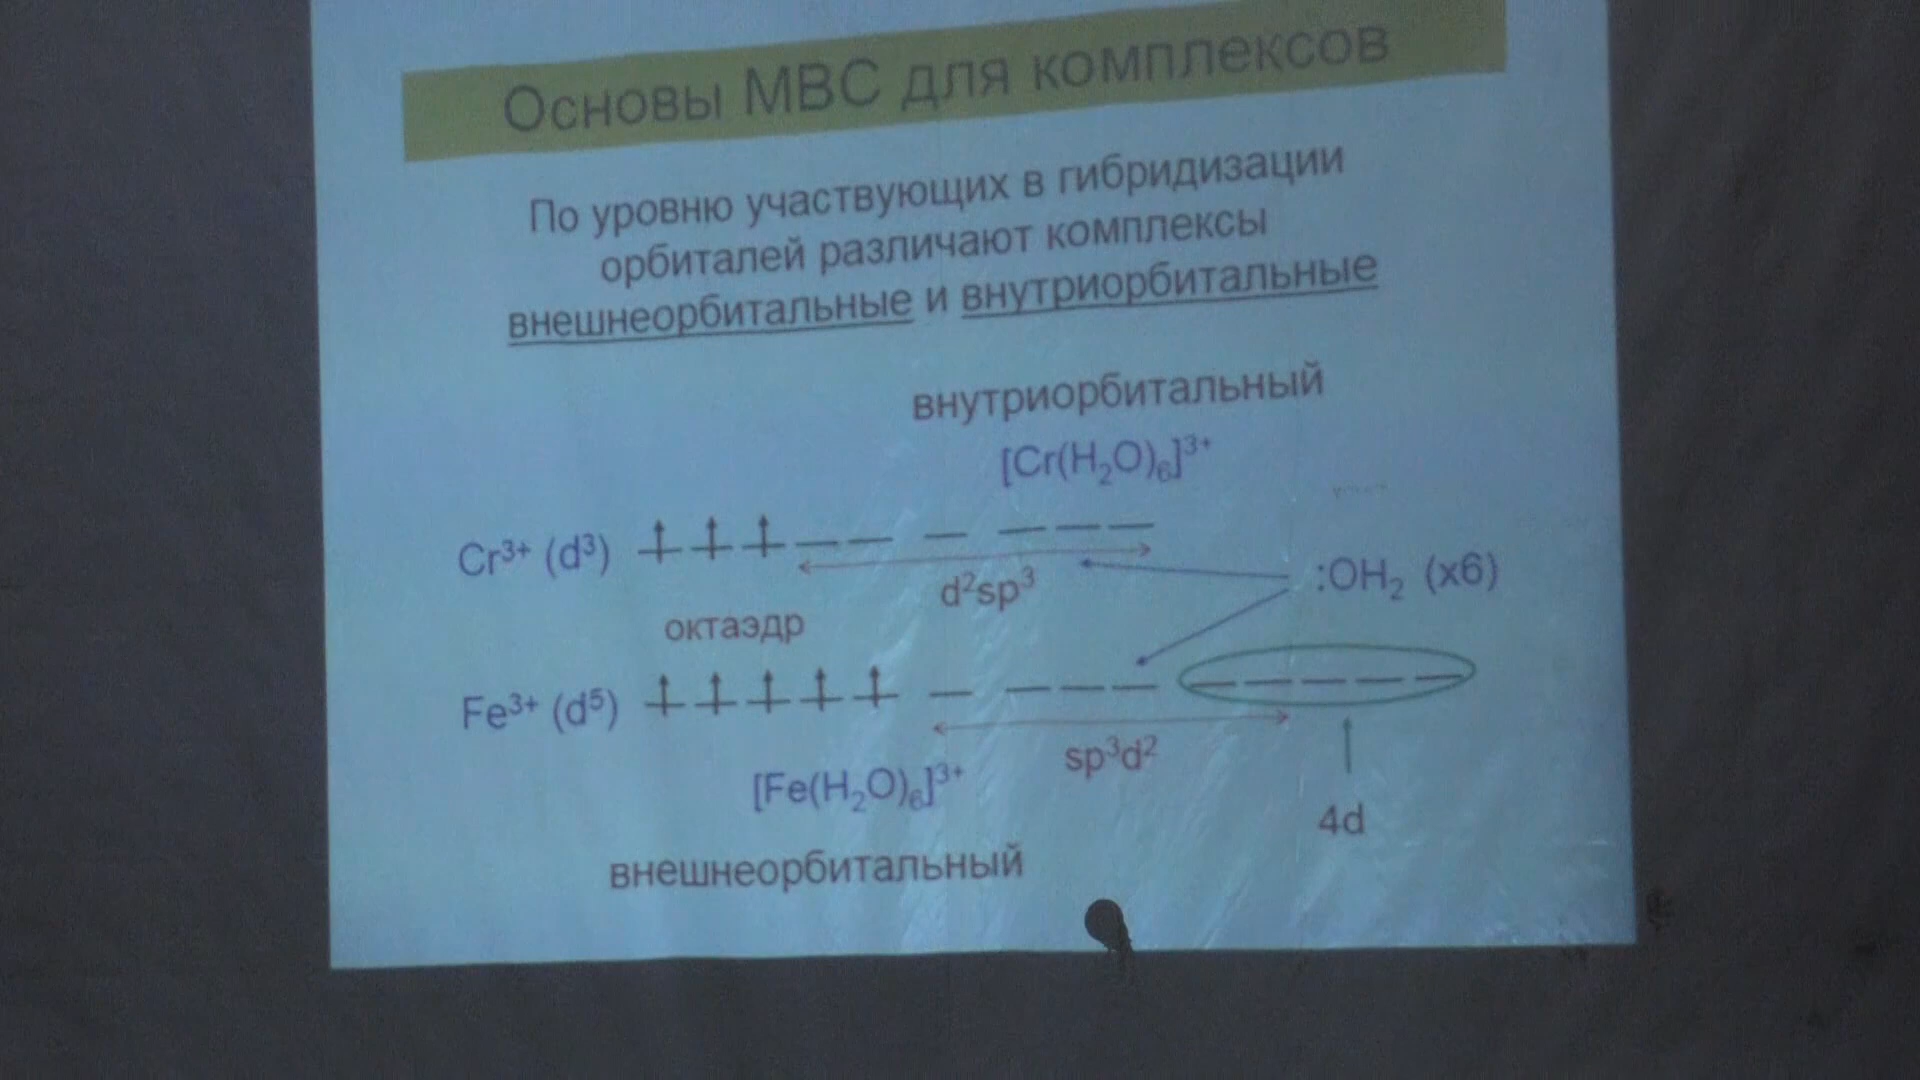 Основы МВС для комплексов
По уровню участвующих в гибридизации
орбиталей различают комплексы
внешнеорбитальные и внутриорбитальные
внутриорбитальный
[Cr(H₂O)₆]³⁺
Cr³⁺ (d³)
d²sp³
:OH₂ (x6)
октаэдр
Fe³⁺ (d⁵)
sp³d²
[Fe(H₂O)₆]³⁺
4d
внешнеорбитальный